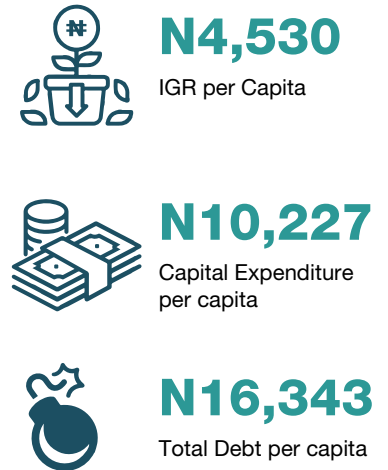 ₦
N4,530
IGR per Capita
N10,227
Capital Expenditure
per capita
N16,343
Total Debt per capita